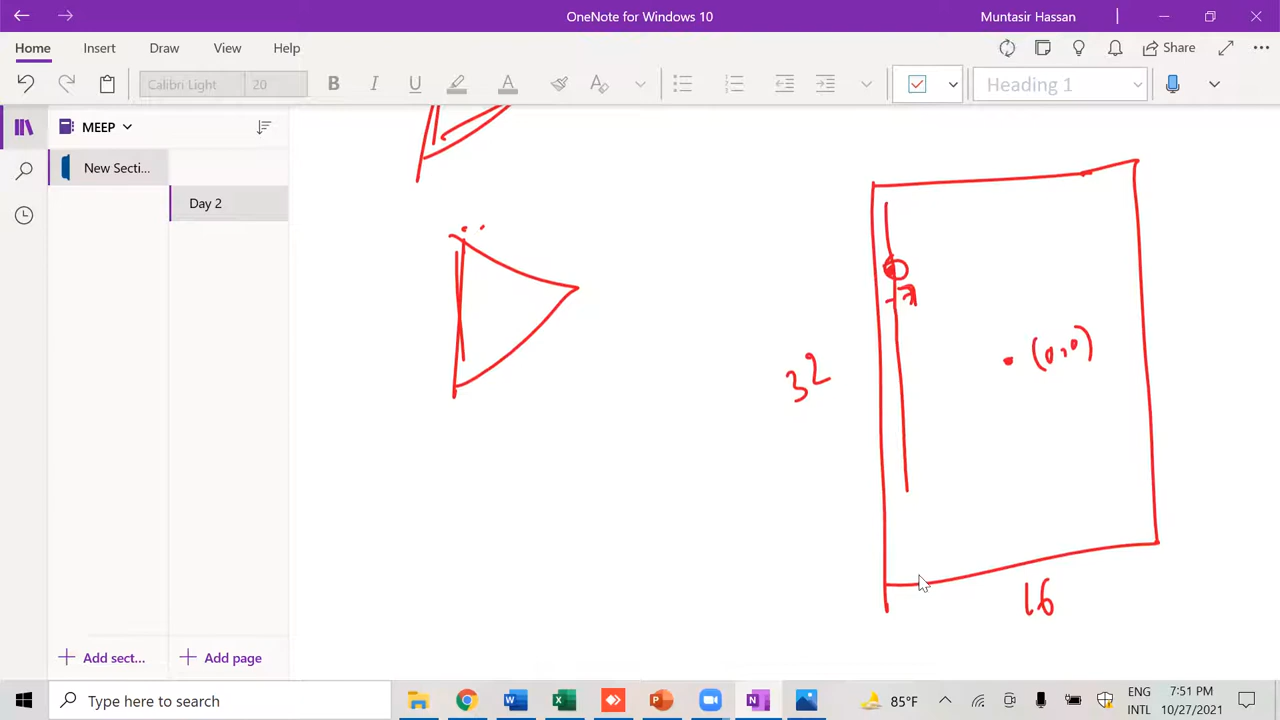 OneNote for Windows 10
Muntasir Hassan
Home Insert Draw View Help
Share
Calibri Light 20
B I U A
Heading 1
MEEP
New Secti...
Day 2
-7
(0,0)
32
16
Add sect...
Add page
Type here to search
85°F
ENG
INTL
7:51 PM
10/27/2021